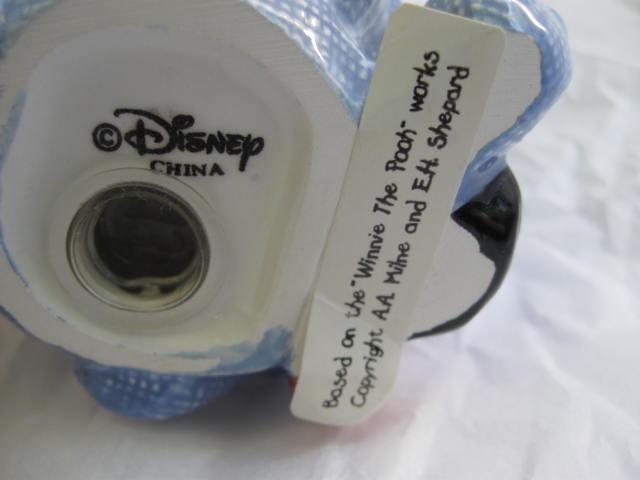 © Disney
CHINA
Based on the "Winnie The Pooh" works
Copyright A.A. Milne and E.H. Shepard